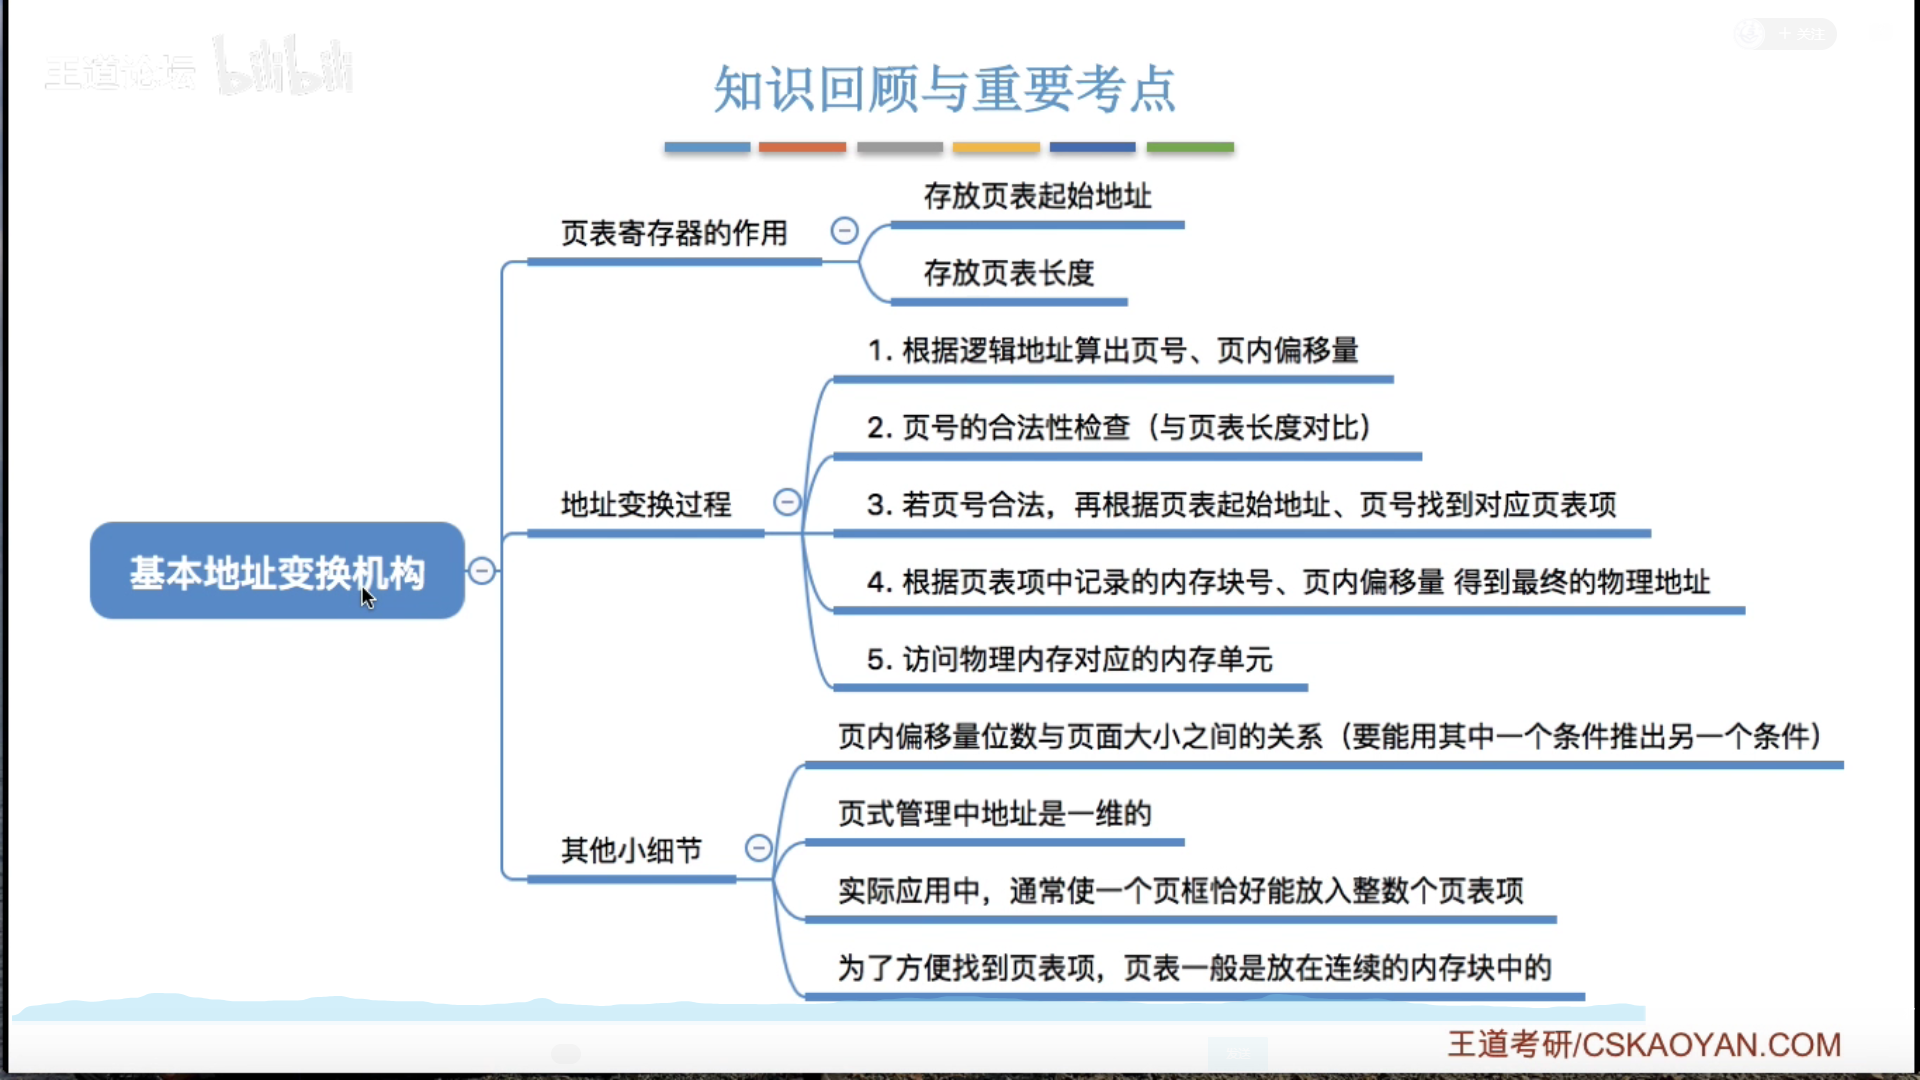 王道论坛 bilibili
+ 关注
知识回顾与重要考点
基本地址变换机构
页表寄存器的作用
存放页表起始地址
存放页表长度
地址变换过程
1. 根据逻辑地址算出页号、页内偏移量
2. 页号的合法性检查（与页表长度对比）
3. 若页号合法，再根据页表起始地址、页号找到对应页表项
4. 根据页表项中记录的内存块号、页内偏移量 得到最终的物理地址
5. 访问物理内存对应的内存单元
其他小细节
页内偏移量位数与页面大小之间的关系（要能用其中一个条件推出另一个条件）
页式管理中地址是一维的
实际应用中，通常使一个页框恰好能放入整数个页表项
为了方便找到页表项，页表一般是放在连续的内存块中的
王道考研/CSKAOYAN.COM